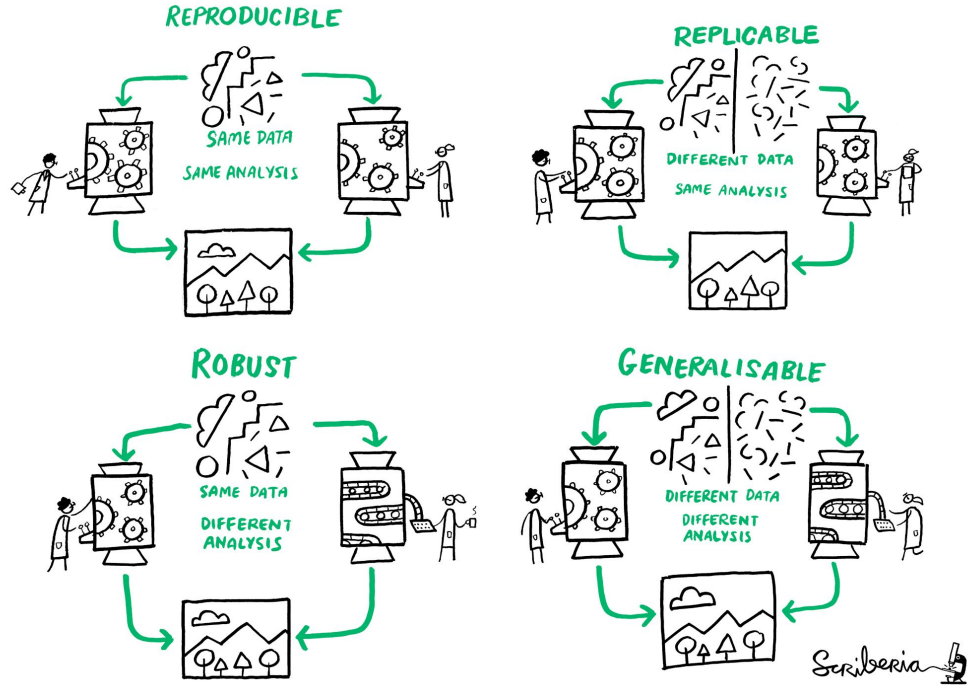 REPRODUCIBLE
SAME DATA
SAME ANALYSIS
REPLICABLE
DIFFERENT DATA
SAME ANALYSIS
ROBUST
SAME DATA
DIFFERENT
ANALYSIS
GENERALISABLE
DIFFERENT DATA
DIFFERENT
ANALYSIS
Scriberia